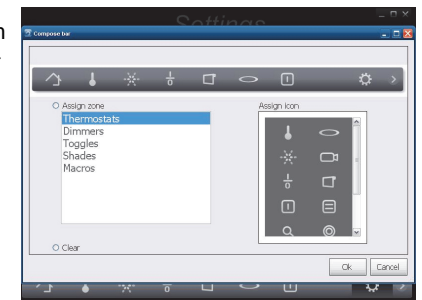 Settings
Compose bar
Assign zone
Assign icon
Thermostats
Dimmers
Toggles
Shades
Macros
Clear
Ok
Cancel